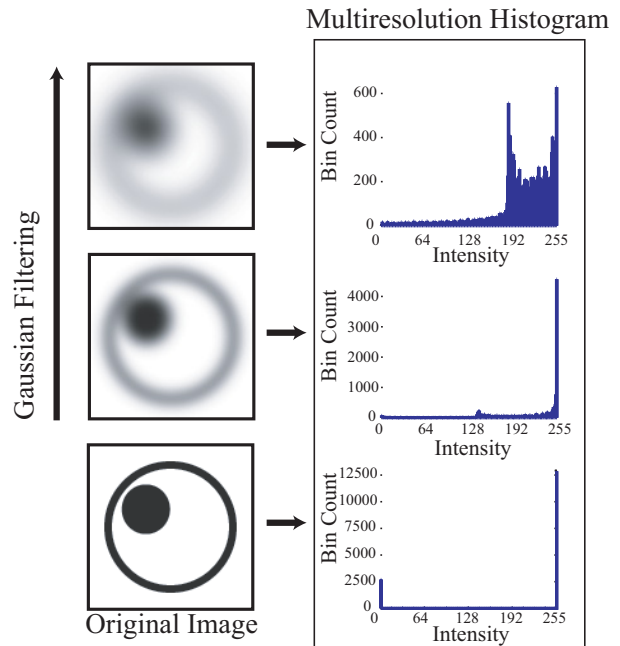 Multiresolution Histogram
Gaussian Filtering
Bin Count
600
400
200
0
0 64 128 192 255
Intensity
Bin Count
4000
3000
2000
1000
0
0 64 128 192 255
Intensity
Bin Count
12500
10000
7500
5000
2500
0
0 64 128 192 255
Intensity
Original Image